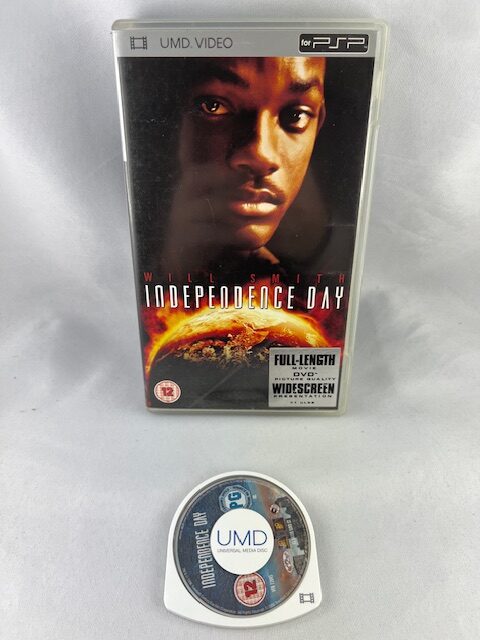 UMD. VIDEO
for PSP
WILL SMITH
INDEPENDENCE DAY
FULL-LENGTH
MOVIE
DVD-
PICTURE QUALITY
WIDESCREEN
PRESENTATION
12
INDEPENDENCE DAY
PG
UMD
UNIVERSAL MEDIA DISC
12